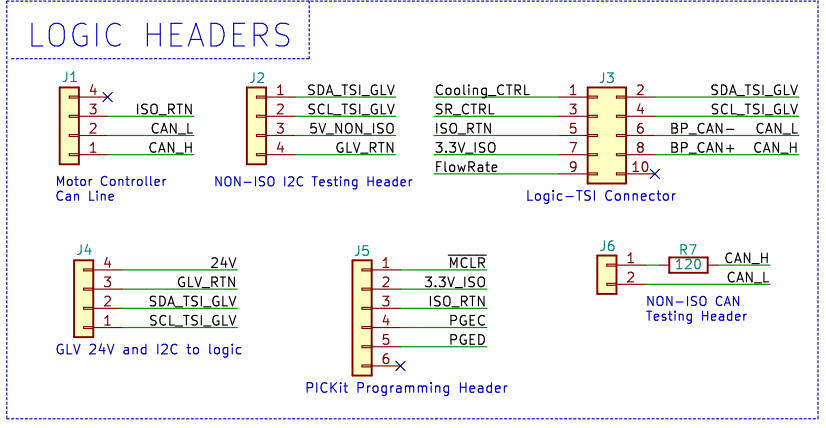 LOGIC HEADERS
J1
4
3 ISO_RTN
2 CAN_L
1 CAN_H
Motor Controller
Can Line
J2
1 SDA_TSI_GLV
2 SCL_TSI_GLV
3 5V_NON_ISO
4 GLV_RTN
NON-ISO I2C Testing Header
J3
Cooling_CTRL 1 2 SDA_TSI_GLV
SR_CTRL 3 4 SCL_TSI_GLV
ISO_RTN 5 6 BP_CAN- CAN_L
3.3V_ISO 7 8 BP_CAN+ CAN_H
FlowRate 9 10
Logic-TSI Connector
J4
4 24V
3 GLV_RTN
2 SDA_TSI_GLV
1 SCL_TSI_GLV
GLV 24V and I2C to logic
J5
1 MCLR
2 3.3V_ISO
3 ISO_RTN
4 PGEC
5 PGED
6
PICKit Programming Header
J6
R7
1 120 CAN_H
2 CAN_L
NON-ISO CAN
Testing Header